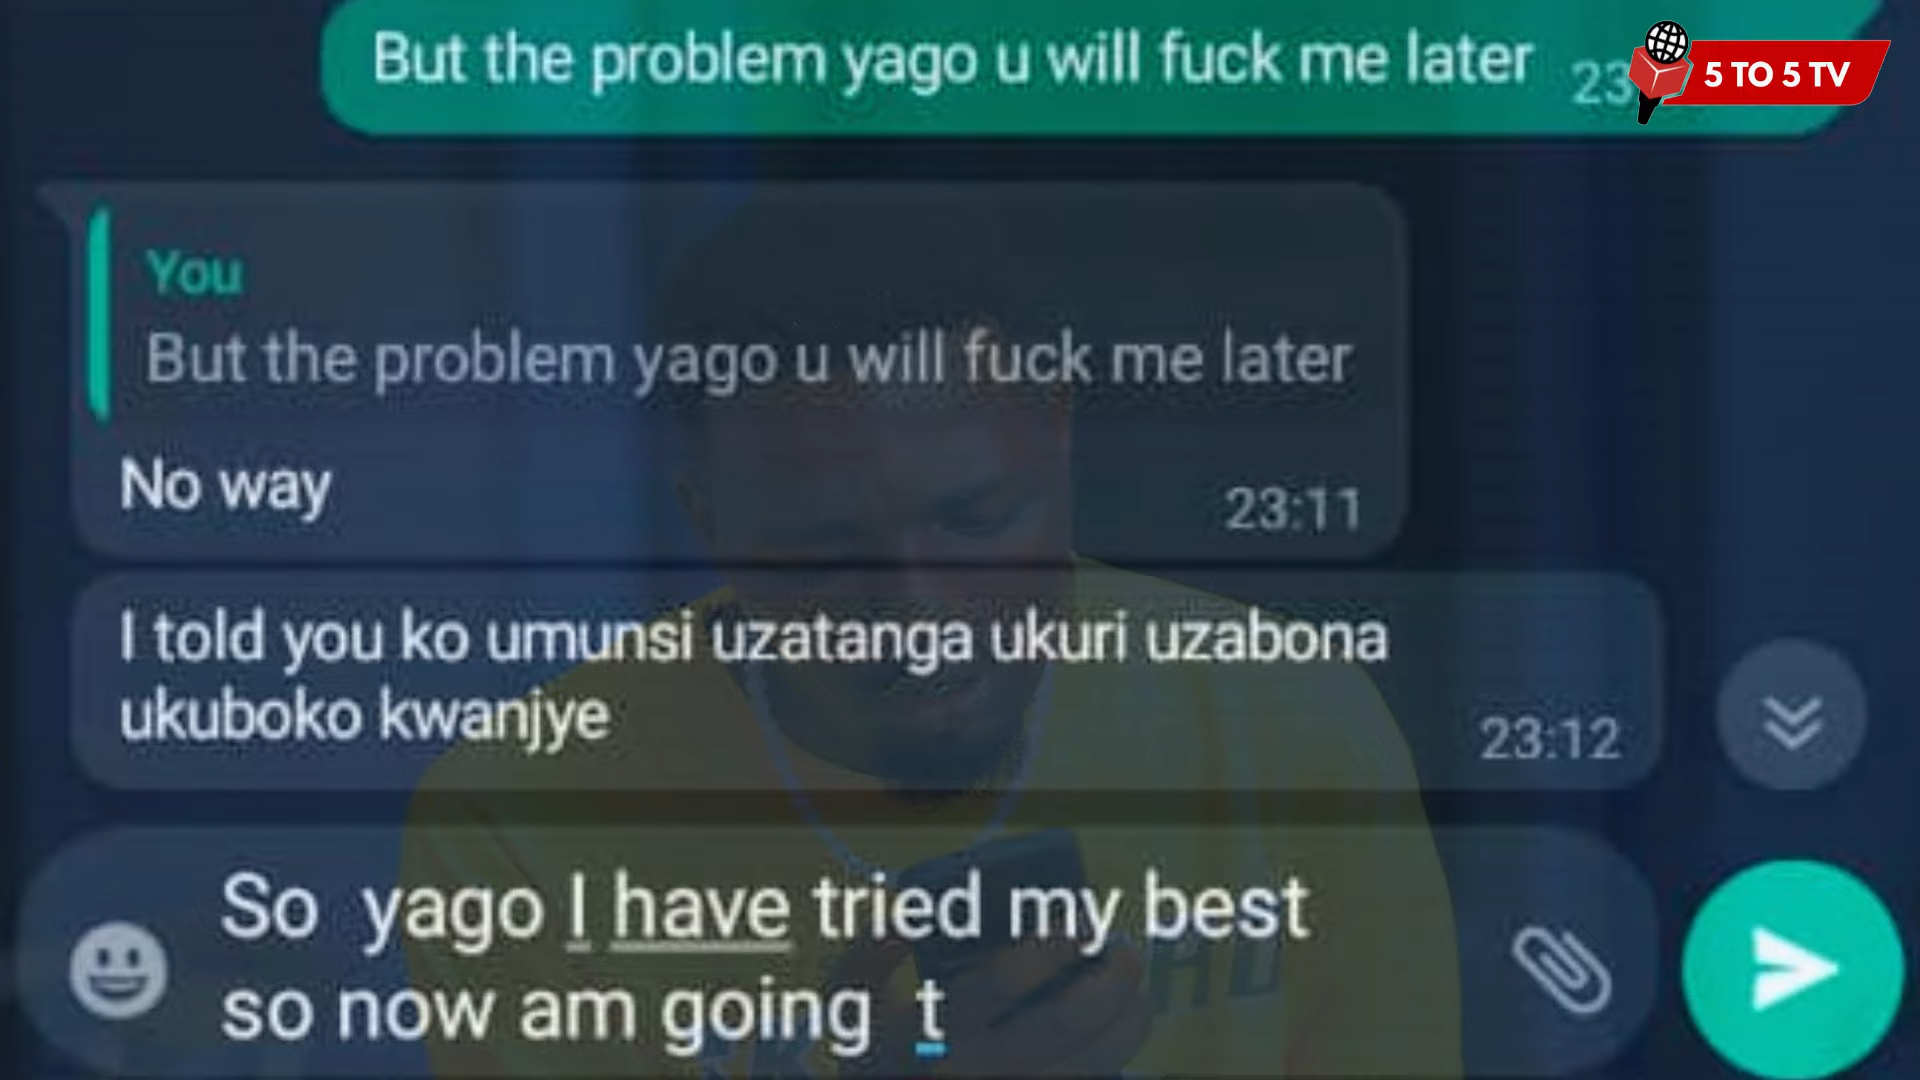 But the problem yago u will fuck me later
23
5 TO 5 TV
You
But the problem yago u will fuck me later
No way
23:11
I told you ko umunsi uzatanga ukuri uzabona
ukuboko kwanjye
23:12
So yago I have tried my best
so now am going t